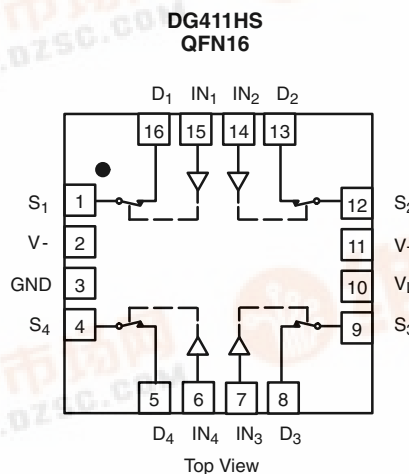 DG411HS
QFN16
D₁ IN₁ IN₂ D₂
16 15 14 13
S₁ 1 12 S₂
V- 2 11
GND 3 10
S₄ 4 9 S₃
5 6 7 8
D₄ IN₄ IN₃ D₃
Top View